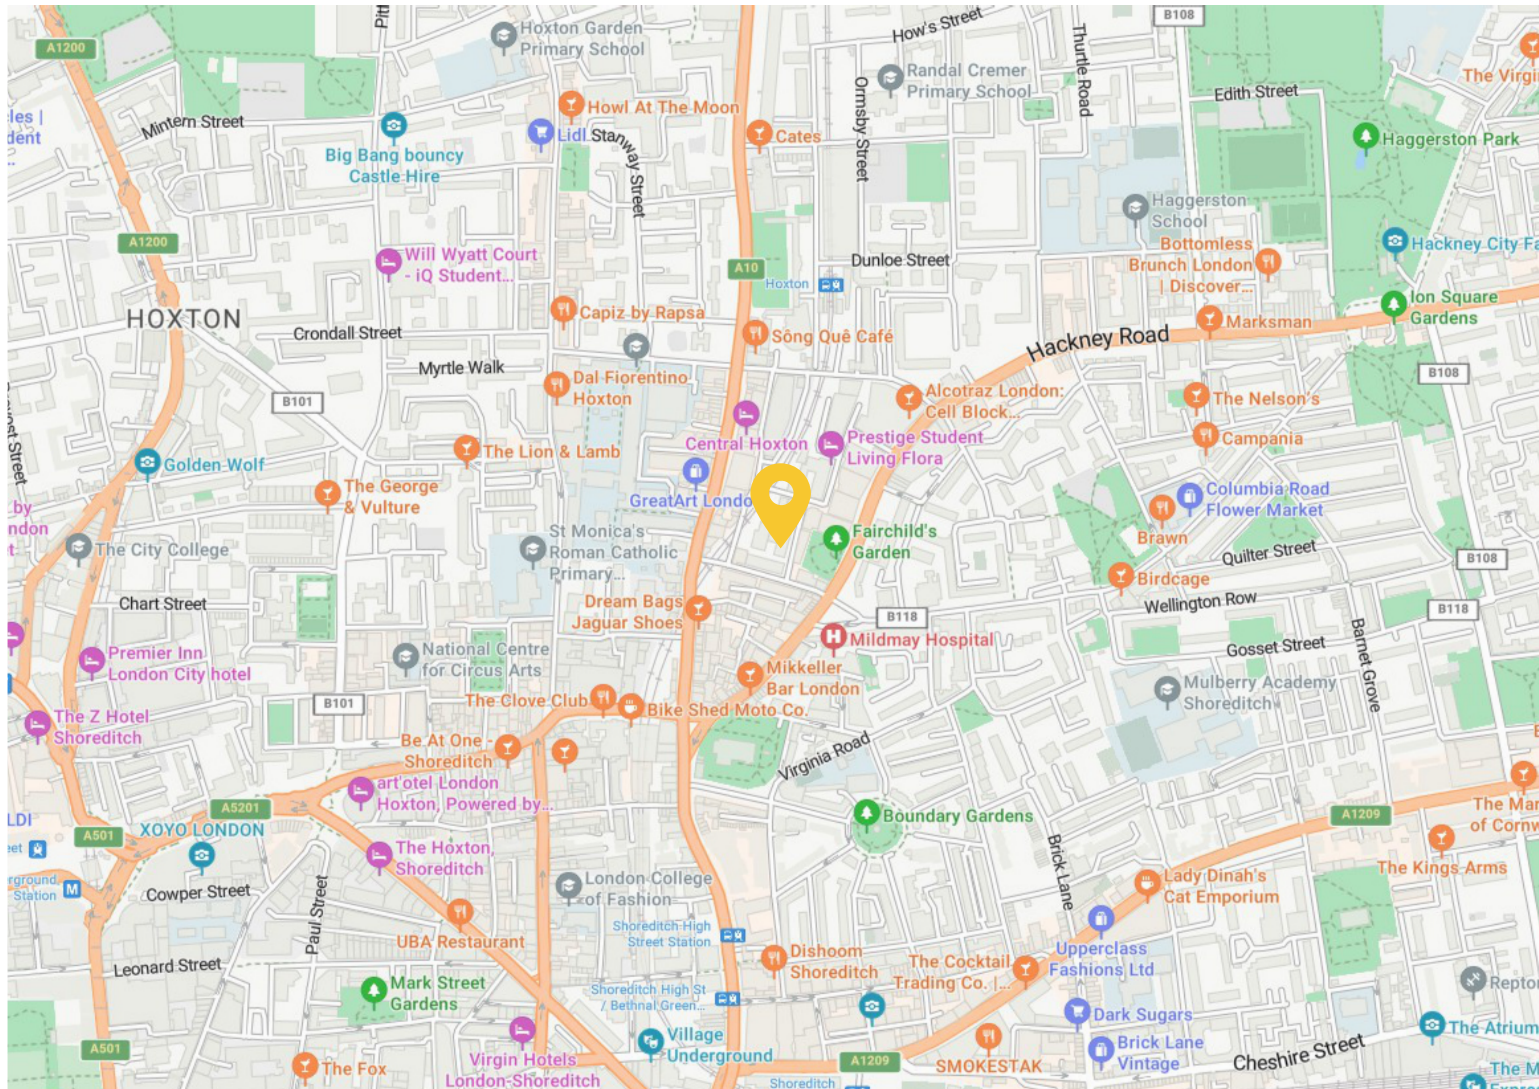 A1200
Hoxton Garden
Primary School
How's Street
B108
Thurtle Road
The Virgi
Randal Cremer
Primary School
Ormsby Street
Edith Street
Howl At The Moon
Mintern Street
Lidl
Stanway Street
Cates
Haggerston Park
Big Bang bouncy
Castle Hire
Haggerston
School
A1200
Will Wyatt Court
- iQ Student...
A10
Hoxton
Dunloe Street
Bottomless
Brunch London
| Discover...
Hackney City Fa
HOXTON
Capiz by Rapsa
Crondall Street
Sông Quê Café
Hackney Road
Marksman
Ion Square
Gardens
Myrtle Walk
Dal Fiorentino
Hoxton
B101
B108
Alcotraz London:
Cell Block...
The Nelson's
Central Hoxton
Prestige Student
Living Flora
Campania
The Lion & Lamb
Golden Wolf
GreatArt Londo
Columbia Road
Flower Market
The George
& Vulture
by
ndon
t
Brawn
The City College
St Monica's
Roman Catholic
Primary...
Fairchild's
Garden
Quilter Street
B108
Birdcage
Chart Street
Dream Bags
Jaguar Shoes
Wellington Row
B118
B118
Mildmay Hospital
Gosset Street
Barnet Grove
National Centre
for Circus Arts
Premier Inn
London City hotel
Mikkeller
Bar London
Mulberry Academy
Shoreditch
B101
The Clove Club
Bike Shed Moto Co.
The Z Hotel
Shoreditch
Be At One -
Shoreditch
Virginia Road
art'otel London
Hoxton, Powered by...
A5201
A501
XOYO LONDON
Boundary Gardens
A1209
The Mar
of Cornw
LDI
eet
The Hoxton,
Shoreditch
Brick Lane
The Kings Arms
rground
Station
Cowper Street
London College
of Fashion
Lady Dinah's
Cat Emporium
Paul Street
UBA Restaurant
Shoreditch High
Street Station
Upperclass
Fashions Ltd
Leonard Street
Dishoom
Shoreditch
The Cocktail
Trading Co. |...
Mark Street
Gardens
Shoreditch High St
/ Bethnal Green...
Repto
Dark Sugars
Village
Underground
The Atrium
A501
The Fox
Virgin Hotels
London-Shoreditch
A1209
SMOKESTAK
Brick Lane
Vintage
Cheshire Street
Shoreditch
The M